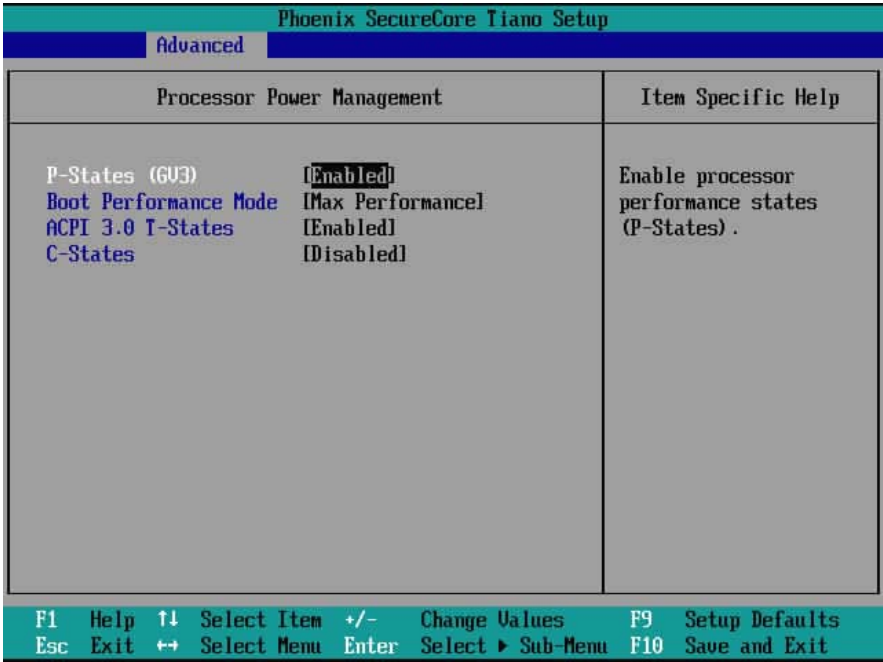 Phoenix SecureCore Tiano Setup
Advanced
Processor Power Management
Item Specific Help
P-States (GV3) [Enabled]
Boot Performance Mode [Max Performance]
ACPI 3.0 T-States [Enabled]
C-States [Disabled]
Enable processor
performance states
(P-States).
F1 Help ↑↓ Select Item +/- Change Values F9 Setup Defaults
Esc Exit ↔ Select Menu Enter Select ▶ Sub-Menu F10 Save and Exit